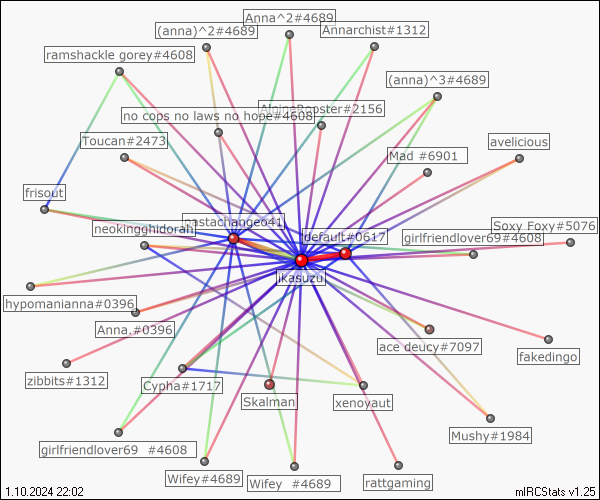 Anna^2#4689
(anna)^2#4689
Annarchist#1312
ramshackle gorey#4608
(anna)^3#4689
AlpineRooster#2156
no cops no laws no hope#4608
Toucan#2473
avelicious
Mad #6901
frisout
pastachange041
neokingghidorah
default#0617
girlfriendlover69#4608
Soxy Foxy#5076
ikasuzu
hypomanianna#0396
Anna,#0396
ace deucy#7097
fakedingo
zibbits#1312
Cypha#1717
Skalman
xenoyaut
Mushy#1984
girlfriendlover69 #4608
Wifey#4689
Wifey #4689
rattgaming
1.10.2024 22:02
mIRCStats v1.25